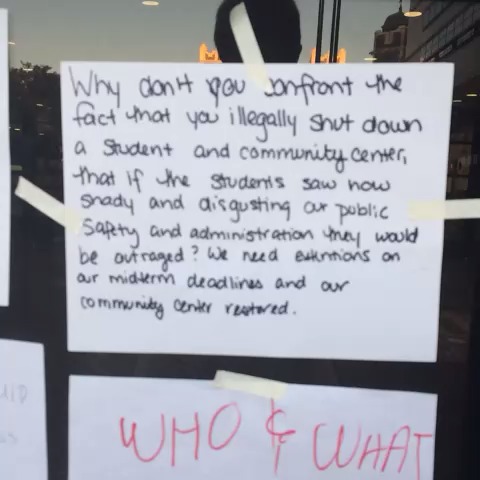 Why don't you confront the
fact that you illegally shut down
a student and community center,
that if the students saw how
shady and disgusting our public
safety and administration they would
be outraged? We need extentions on
our midterm deadlines and our
community center restored.
WHO & WHAT